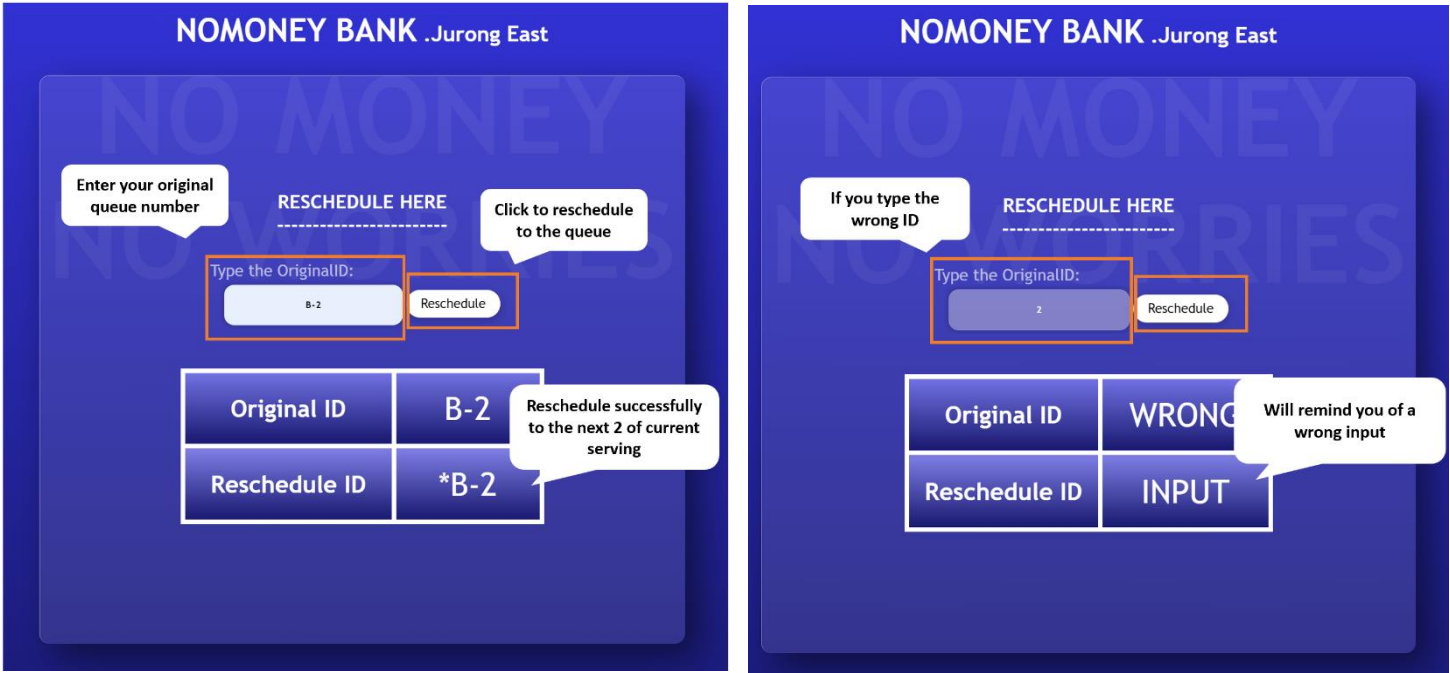 NOMONEY BANK .Jurong East
NO MONEY
NO WORRIES
Enter your original
queue number
RESCHEDULE HERE
-----------------------
Click to reschedule
to the queue
Type the OriginalID:
B-2
Reschedule
Original ID
B-2
Reschedule ID
*B-2
Reschedule successfully
to the next 2 of current
serving
NOMONEY BANK .Jurong East
NO MONEY
NO WORRIES
If you type the
wrong ID
RESCHEDULE HERE
-----------------------
Type the OriginalID:
2
Reschedule
Original ID
WRONG
Reschedule ID
INPUT
Will remind you of a
wrong input